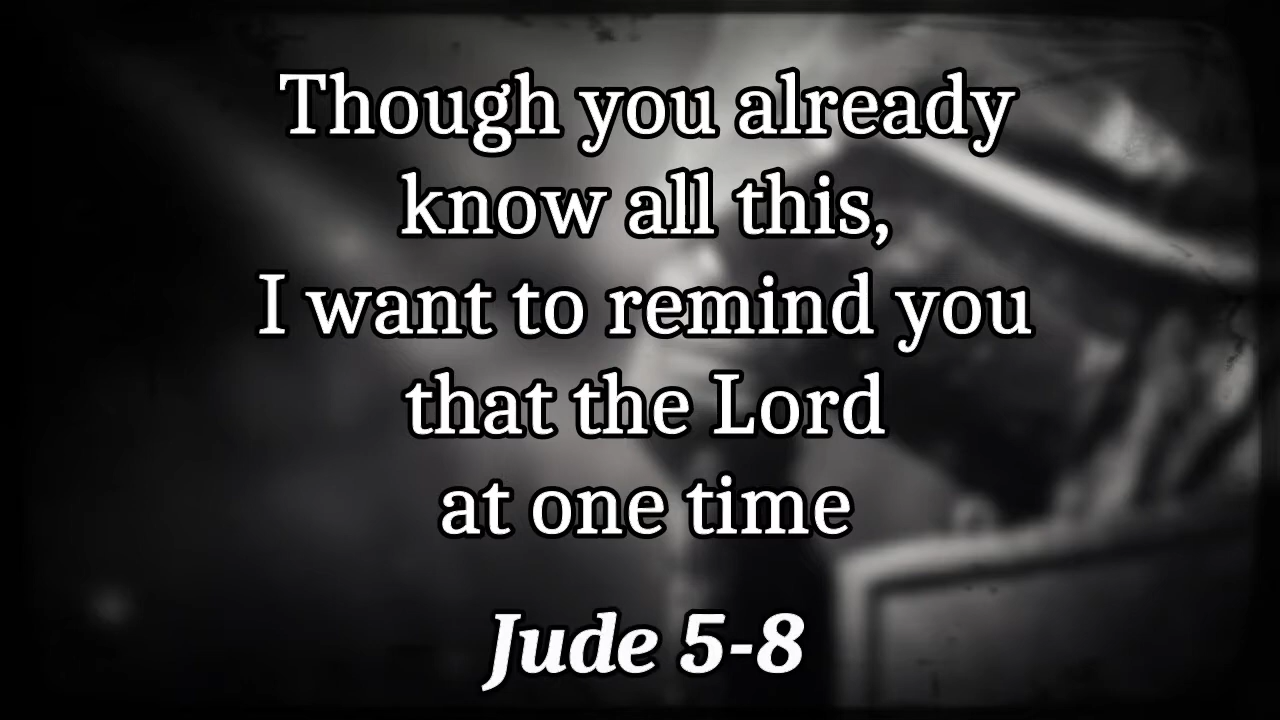 Though you already
know all this,
I want to remind you
that the Lord
at one time
Jude 5-8